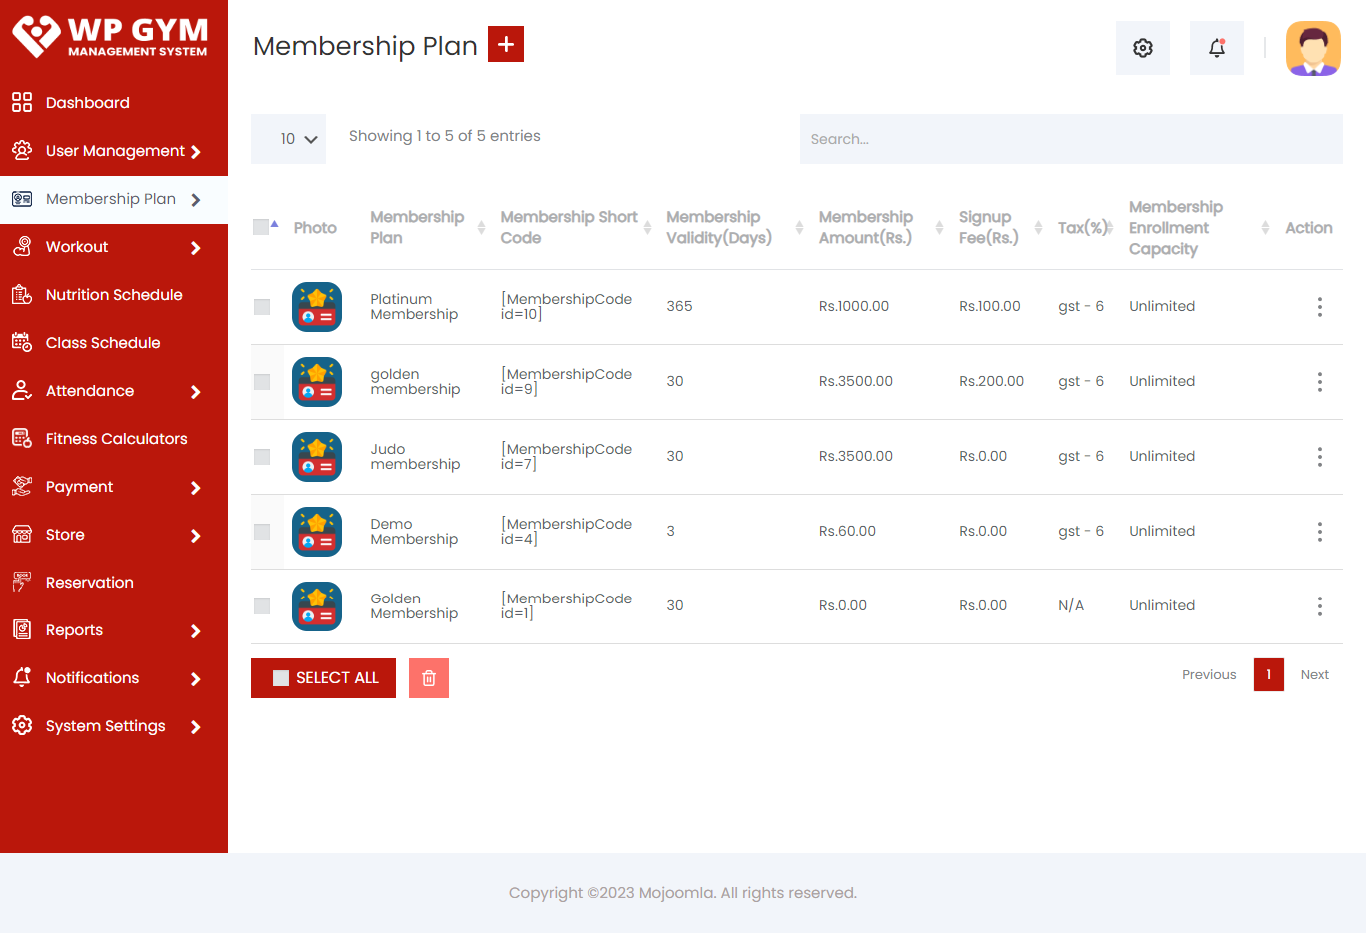 WP GYM
MANAGEMENT SYSTEM
Dashboard
User Management
Membership Plan
Workout
Nutrition Schedule
Class Schedule
Attendance
Fitness Calculators
Payment
Store
Reservation
Reports
Notifications
System Settings
Membership Plan
10
Showing 1 to 5 of 5 entries
Search...
Photo
Membership
Plan
Membership Short
Code
Membership
Validity(Days)
Membership
Amount(Rs.)
Signup
Fee(Rs.)
Tax(%)
Membership
Enrollment
Capacity
Action
Platinum
Membership
[MembershipCode
id=10]
365
Rs.1000.00
Rs.100.00
gst - 6
Unlimited
golden
membership
[MembershipCode
id=9]
30
Rs.3500.00
Rs.200.00
gst - 6
Unlimited
Judo
membership
[MembershipCode
id=7]
30
Rs.3500.00
Rs.0.00
gst - 6
Unlimited
Demo
Membership
[MembershipCode
id=4]
3
Rs.60.00
Rs.0.00
gst - 6
Unlimited
Golden
Membership
[MembershipCode
id=1]
30
Rs.0.00
Rs.0.00
N/A
Unlimited
SELECT ALL
Previous
1
Next
Copyright ©2023 Mojoomla. All rights reserved.